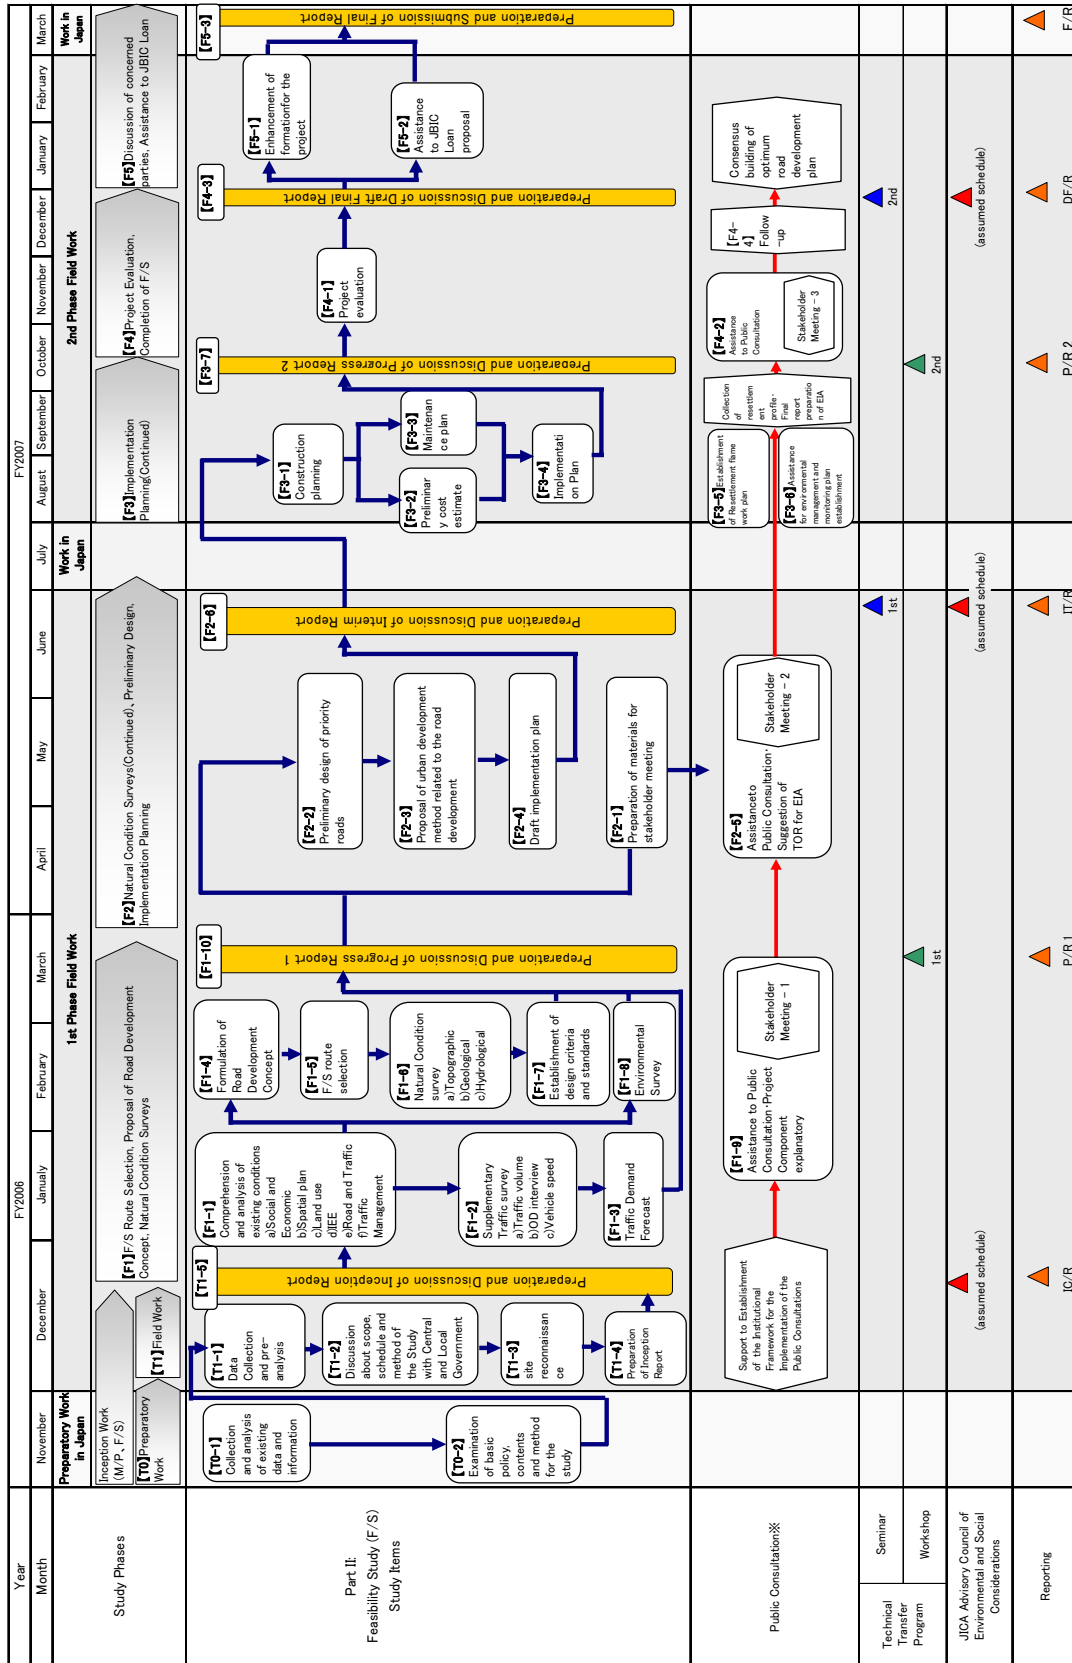 Year
FY2006
FY2007
Month
November
December
January
February
March
April
May
June
July
August
September
October
November
December
January
February
March
Study Phases
Preparatory Work
in Japan
1st Phase Field Work
Work in
Japan
2nd Phase Field Work
Work in
Japan
Inception Work
(M/P、F/S)
【T0】Preparatory
Work
【T1】Field Work
【F1】F/S Route Selection, Proposal of Road Development
Concept, Natural Condition Surveys
【F2】Natural Condition Surveys(Continued)、Preliminary Design,
Implementation Planning
【F3】Implementation
Planning(Continued)
【F4】Project Evaluation,
Completion of F/S
【F5】Discussion of concerned
parties, Assistance to JBIC Loan
Part II:
Feasibility Study (F/S)
Study Items
【T0-1】
Collection
and analysis
of existing
data and
information
【T0-2】
Examination
of basic
policy,
contents
and method
for the
study
【T1-1】
Data
Collection
and pre-
analysis
【T1-2】
Discussion
about scope,
schedule and
method of
the Study
with Central
and Local
Government
【T1-3】
site
reconnaissan
ce
【T1-4】
Preparation
of Inception
Report
【T1-5】
Preparation and Discussion of Inception Report
【F1-1】
Comprehension
and analysis of
existing conditions
a)Social and
Economic
b)Spatial plan
c)Land use
d)IEE
e)Road and Traffic
f)Traffic
Management
【F1-2】
Supplementary
Traffic survey
a)Traffic volume
b)OD interview
c)Vehicle speed
【F1-3】
Traffic Demand
Forecast
【F1-4】
Formulation of
Road
Development
Concept
【F1-5】
F/S route
selection
【F1-6】
Natural Condition
survey
a)Topographic
b)Geological
c)Hydrological
【F1-7】
Establishment of
design criteria
and standards
【F1-8】
Environmental
Survey
【F1-10】
Preparation and Discussion of Progress Report 1
【F2-2】
Preliminary design of priority
roads
【F2-3】
Proposal of urban development
method related to the road
development
【F2-4】
Draft implementation plan
【F2-1】
Preparation of materials for
stakeholder meeting
【F2-6】
Preparation and Discussion of Interim Report
【F3-1】
Construction
planning
【F3-2】
Preliminar
y cost
estimate
【F3-3】
Maintenan
ce plan
【F3-4】
Implementati
on Plan
【F3-7】
Preparation and Discussion of Progress Report 2
【F4-1】
Project
evaluation
【F4-3】
Preparation and Discussion of Draft Final Report
【F5-1】
Enhancement of
formationfor the
project
【F5-2】
Assistance
to JBIC
Loan
proposal
【F5-3】
Preparation and Submission of Final Report
Public Consultation※
Support to Establishment
of the Institutional
Framework for the
Implementation of the
Public Consultations
【F1-9】
Assistance to Public
Consultation・Project
Component
explanatory
Stakeholder
Meeting - 1
【F2-5】
Assistanceto
Public Consultation・
Suggestion of
TOR for EIA
Stakeholder
Meeting - 2
【F3-5】Establishment
of Resettlement flame
work plan
【F3-6】Assistance
for environmental
management and
monitoring plan
establishment
Collection
of
resettlem
ent
profile・
Final
report
preparatio
n of EIA
【F4-2】
Assistance
to Public
Consultation
Stakeholder
Meeting - 3
【F4-
4】
Follow
-up
Consensus
building of
optimum
road
development
plan
Technical
Transfer
Program
Seminar
1st
2nd
Workshop
1st
2nd
JICA Advisory Council of
Environmental and Social
Considerations
(assumed schedule)
(assumed schedule)
(assumed schedule)
Reporting
IC/R
P/R 1
IT/R
P/R 2
DF/R
F/R